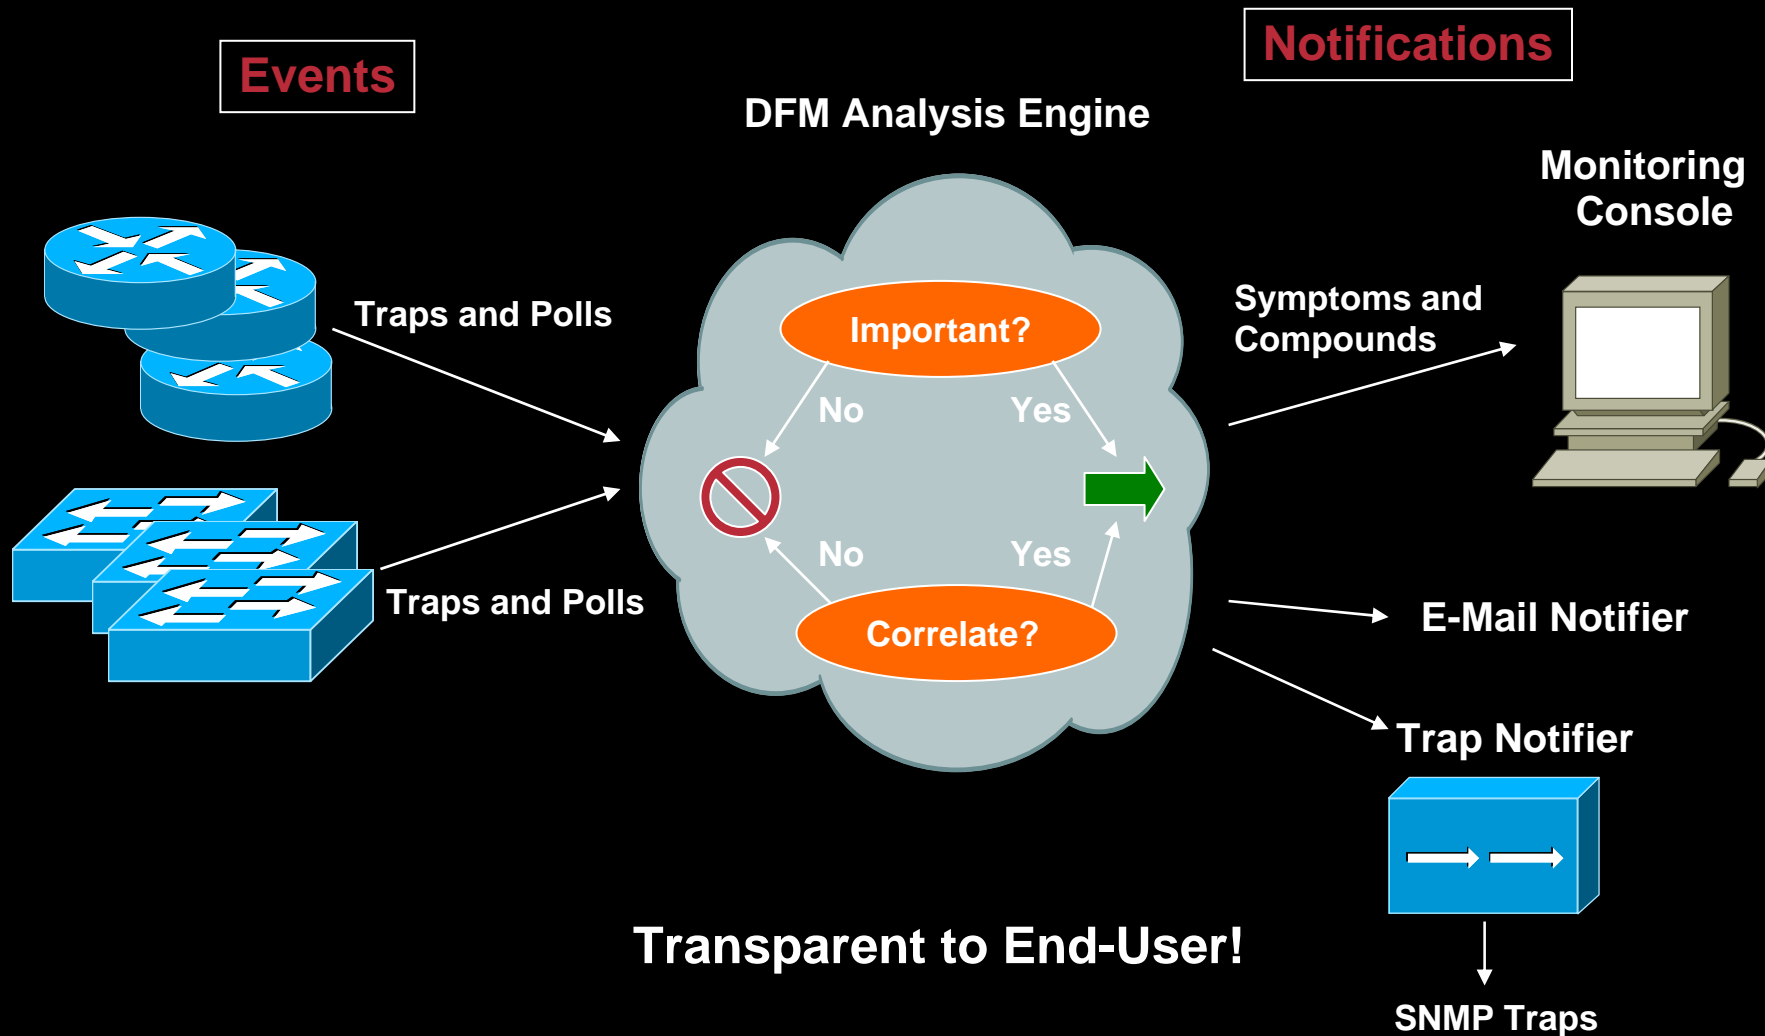 Events
Notifications
DFM Analysis Engine
Monitoring
Console
Traps and Polls
Important?
Symptoms and
Compounds
No
Yes
No
Yes
Traps and Polls
Correlate?
E-Mail Notifier
Trap Notifier
Transparent to End-User!
SNMP Traps